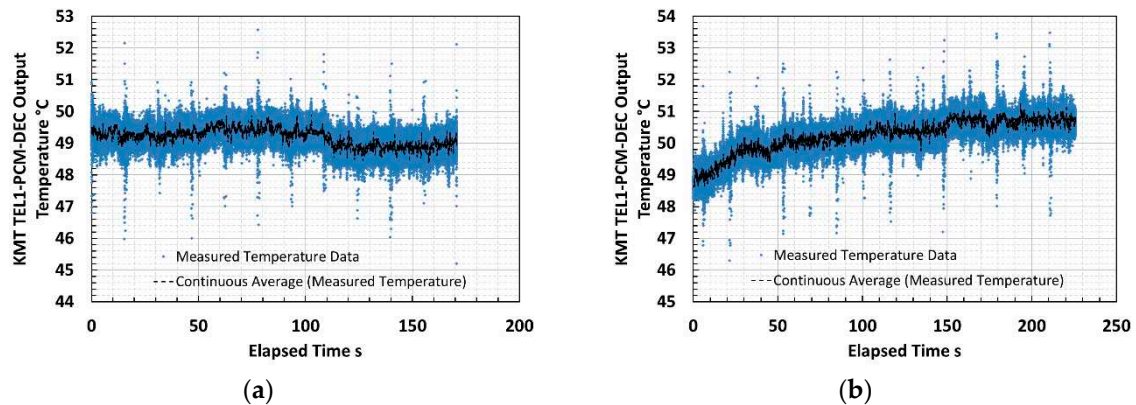 53
52
51
50
49
48
47
46
45
44
KMT TEL1-PCM-DEC Output
Temperature °C
Measured Temperature Data
Continuous Average (Measured Temperature)
0 50 100 150 200
Elapsed Time s
(a)
54
53
52
51
50
49
48
47
46
45
KMT TEL1-PCM-DEC Output
Temperature °C
Measured Temperature Data
Continuous Average (Measured Temperature)
0 50 100 150 200 250
Elapsed Time s
(b)